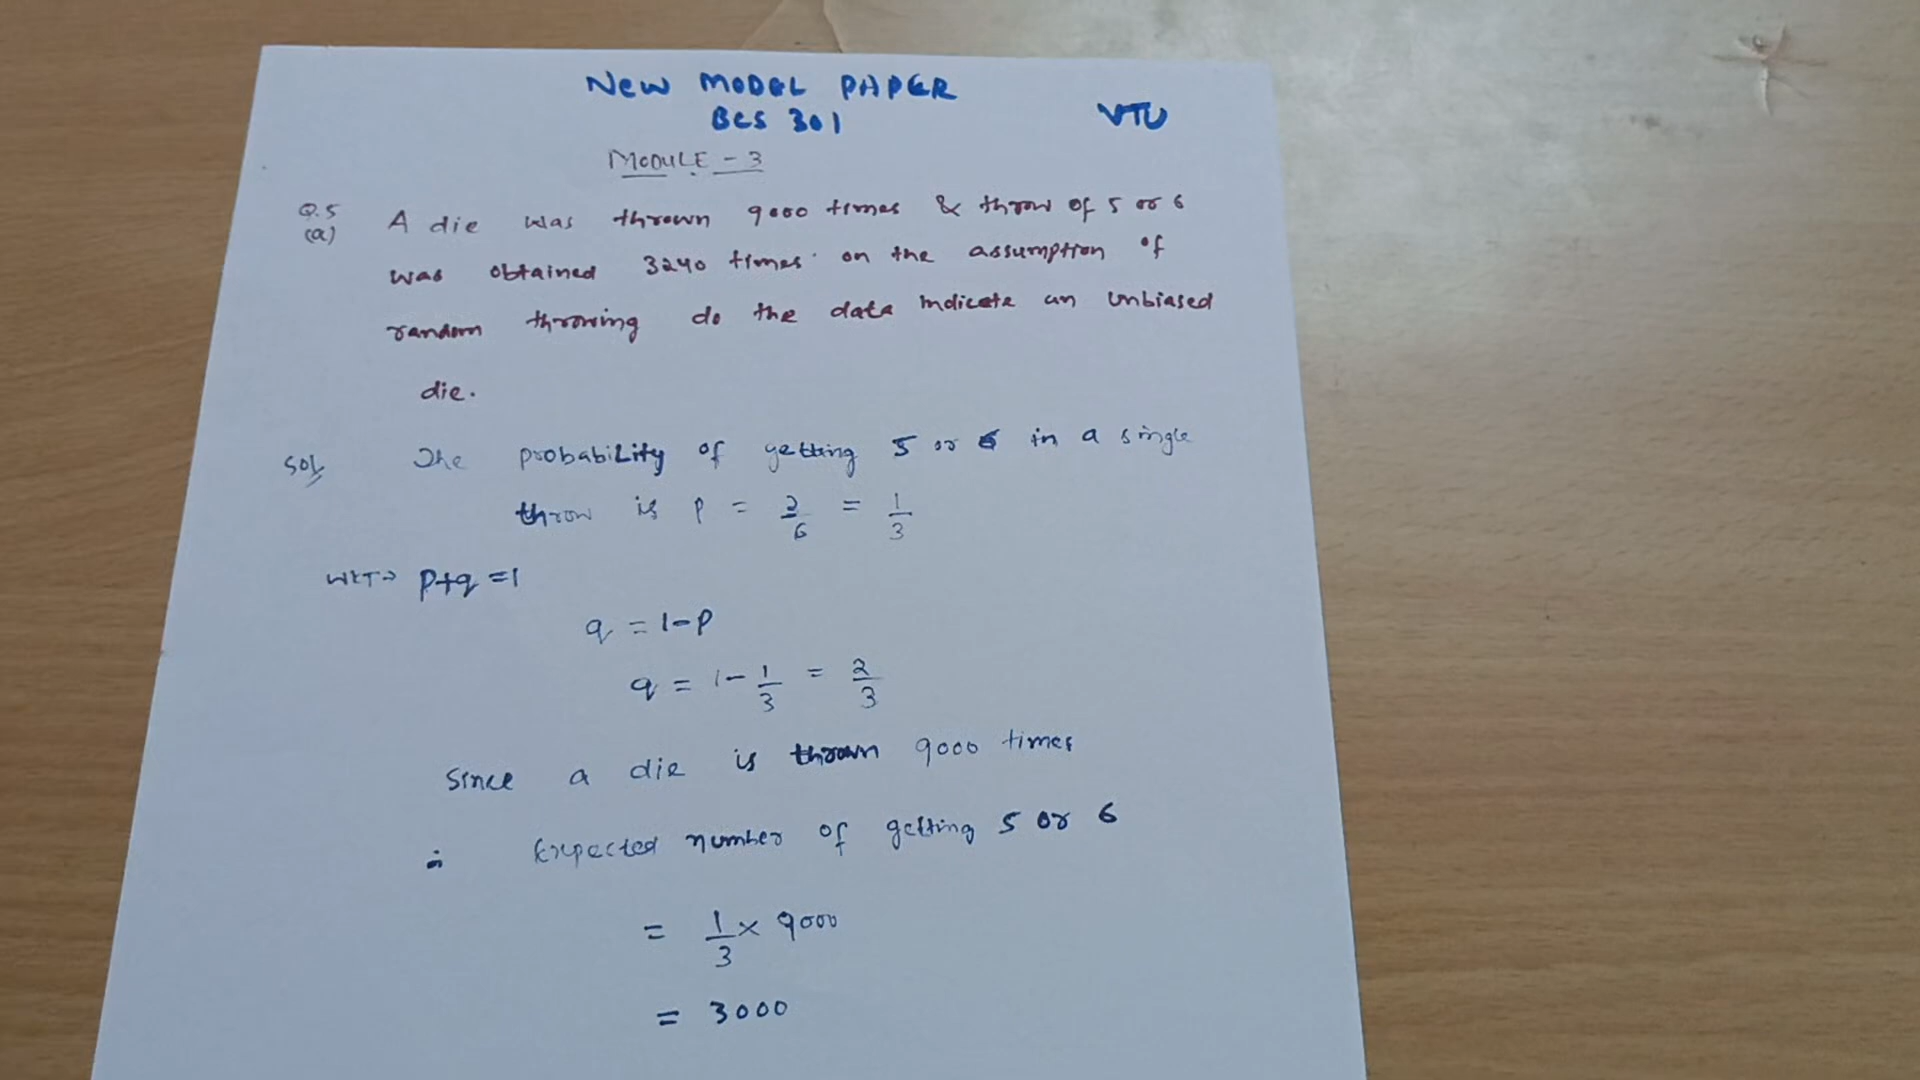 NEW MODEL PAPER
BCS 301
VTU
MODULE - 3
Q.5 A die was thrown 9000 times & throw of 5 or 6
(a)
was obtained 3240 times. on the assumption of
random throwing do the data indicate an unbiased
die.
Sol The probability of getting 5 or 6 in a single
throw is P = 2/6 = 1/3
WKT→ P+q = 1
q = 1-P
q = 1 - 1/3 = 2/3
Since a die is thrown 9000 times
∴ Expected number of getting 5 or 6
= 1/3 × 9000
= 3000